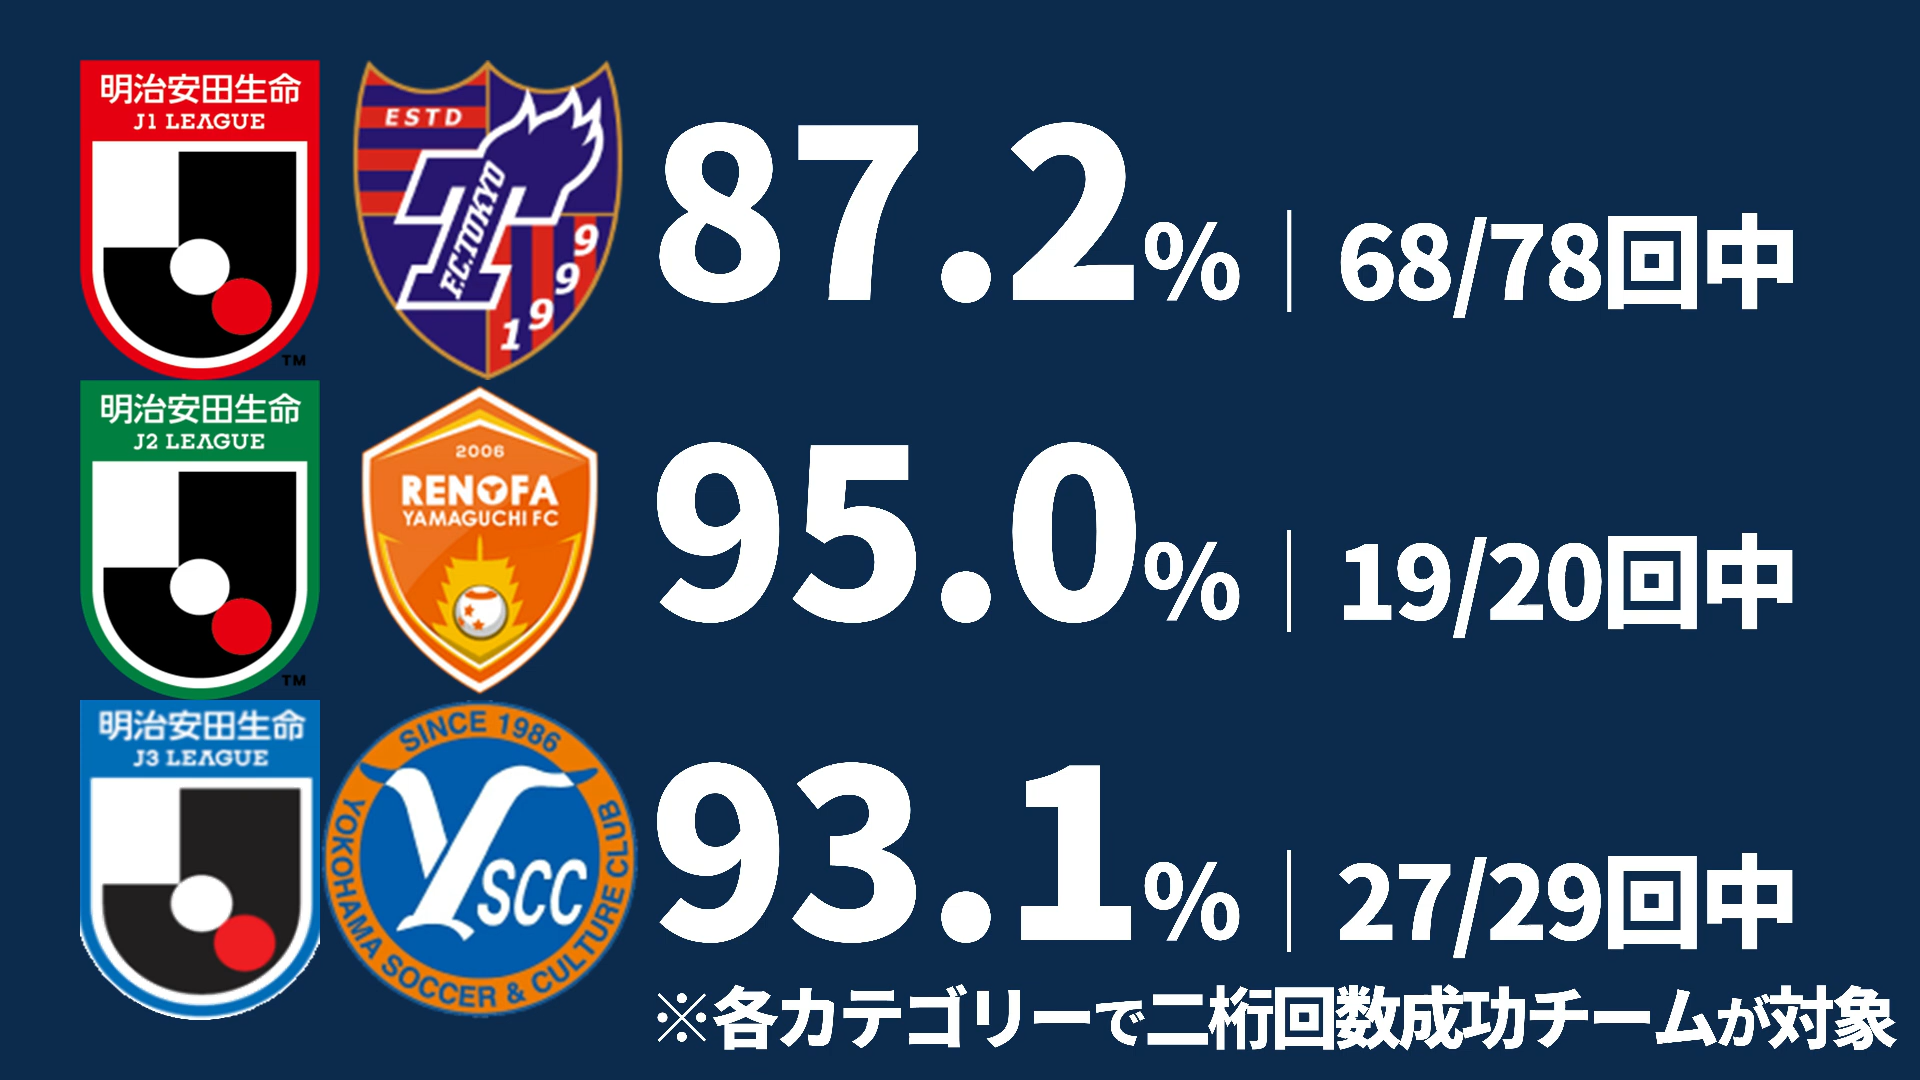 明治安田生命
J1 LEAGUE
TM
ESTD
F.C.TOKYO
1999
87.2%
68/78回中
明治安田生命
J2 LEAGUE
TM
2006
RENOFA
YAMAGUCHI FC
95.0%
19/20回中
明治安田生命
J3 LEAGUE
SINCE 1986
YSCC
YOKOHAMA SOCCER & CULTURE CLUB
93.1%
27/29回中
※各カテゴリーで二桁回数成功チームが対象